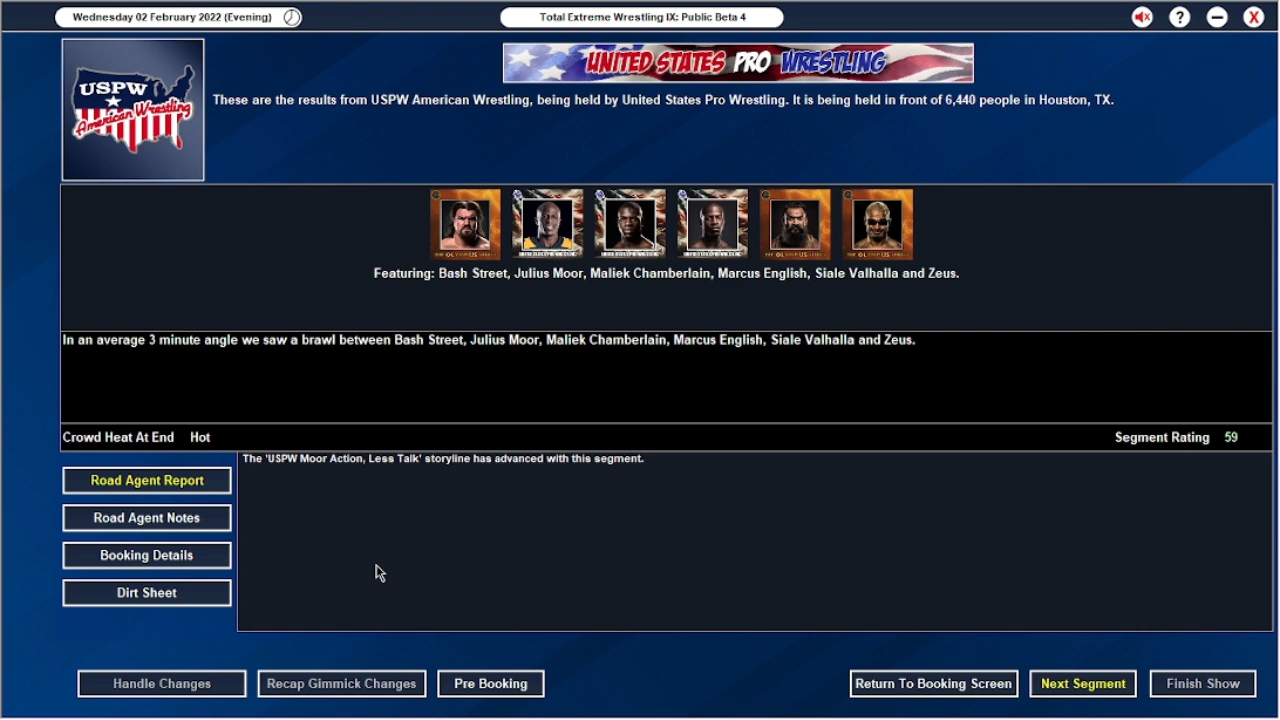 Wednesday 02 February 2022 (Evening)
Total Extreme Wrestling IX: Public Beta 4
?
X
USPW
American Wrestling
UNITED STATES PRO WRESTLING
These are the results from USPW American Wrestling, being held by United States Pro Wrestling. It is being held in front of 6,440 people in Houston, TX.
Featuring: Bash Street, Julius Moor, Maliek Chamberlain, Marcus English, Siale Valhalla and Zeus.
In an average 3 minute angle we saw a brawl between Bash Street, Julius Moor, Maliek Chamberlain, Marcus English, Siale Valhalla and Zeus.
Crowd Heat At End Hot
Segment Rating 59
The 'USPW Moor Action, Less Talk' storyline has advanced with this segment.
Road Agent Report
Road Agent Notes
Booking Details
Dirt Sheet
Handle Changes
Recap Gimmick Changes
Pre Booking
Return To Booking Screen
Next Segment
Finish Show